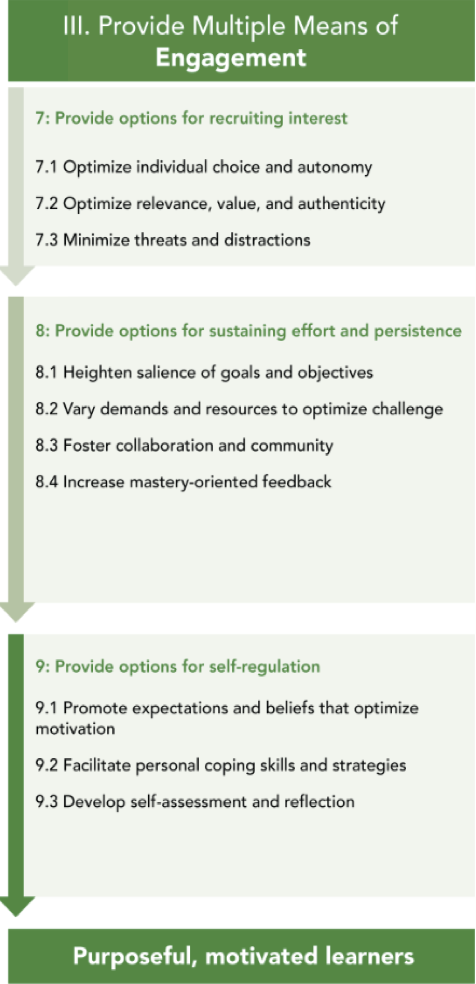 III. Provide Multiple Means of
Engagement
7: Provide options for recruiting interest
7.1 Optimize individual choice and autonomy
7.2 Optimize relevance, value, and authenticity
7.3 Minimize threats and distractions
8: Provide options for sustaining effort and persistence
8.1 Heighten salience of goals and objectives
8.2 Vary demands and resources to optimize challenge
8.3 Foster collaboration and community
8.4 Increase mastery-oriented feedback
9: Provide options for self-regulation
9.1 Promote expectations and beliefs that optimize
motivation
9.2 Facilitate personal coping skills and strategies
9.3 Develop self-assessment and reflection
Purposeful, motivated learners